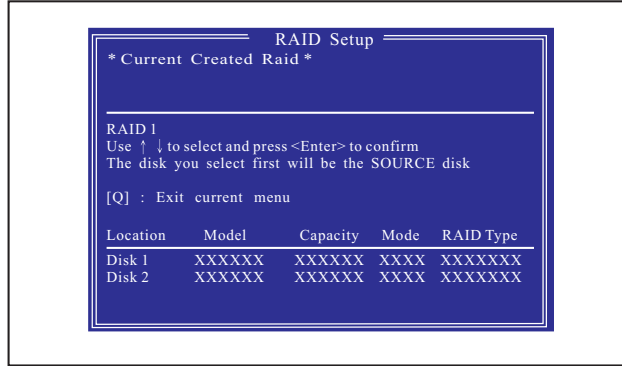 RAID Setup
* Current Created Raid *
RAID 1
Use ↑ ↓ to select and press <Enter> to confirm
The disk you select first will be the SOURCE disk
[Q] : Exit current menu
Location Model Capacity Mode RAID Type
Disk 1 XXXXXX XXXXXX XXXX XXXXXXX
Disk 2 XXXXXX XXXXXX XXXX XXXXXXX